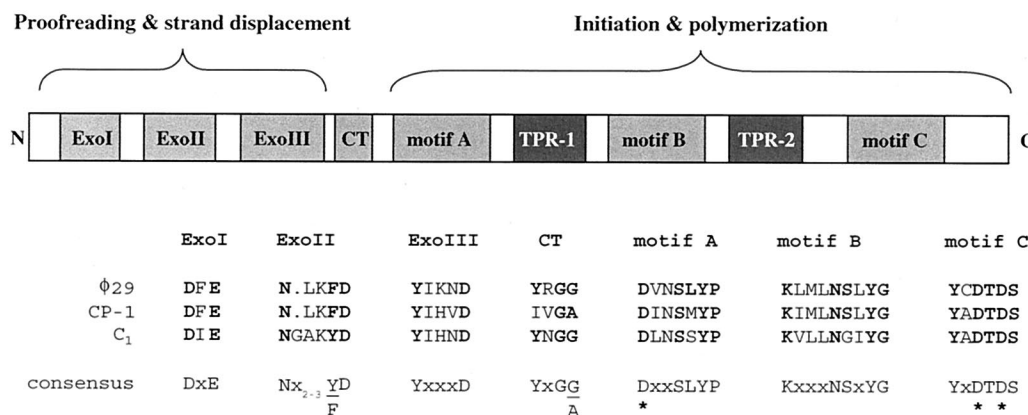 Proofreading & strand displacement Initiation & polymerization
N ExoI ExoII ExoIII CT motif A TPR-1 motif B TPR-2 motif C C
ExoI ExoII ExoIII CT motif A motif B motif C
ϕ29 DFE N.LKFD YIKND YRGG DVNSLYP KLMLNSLYG YCDTDS
CP-1 DFE N.LKFD YIHVD IVGA DINSMYP KIMLNSLYG YADTDS
C₁ DIE NGAKYD YIHND YNGG DLNSSYP KVLLNGIYG YADTDS
consensus DxE Nx₂₋₃YD YxxxD YxGG DxxSLYP KxxxNSxYG YxDTDS
F A * * *